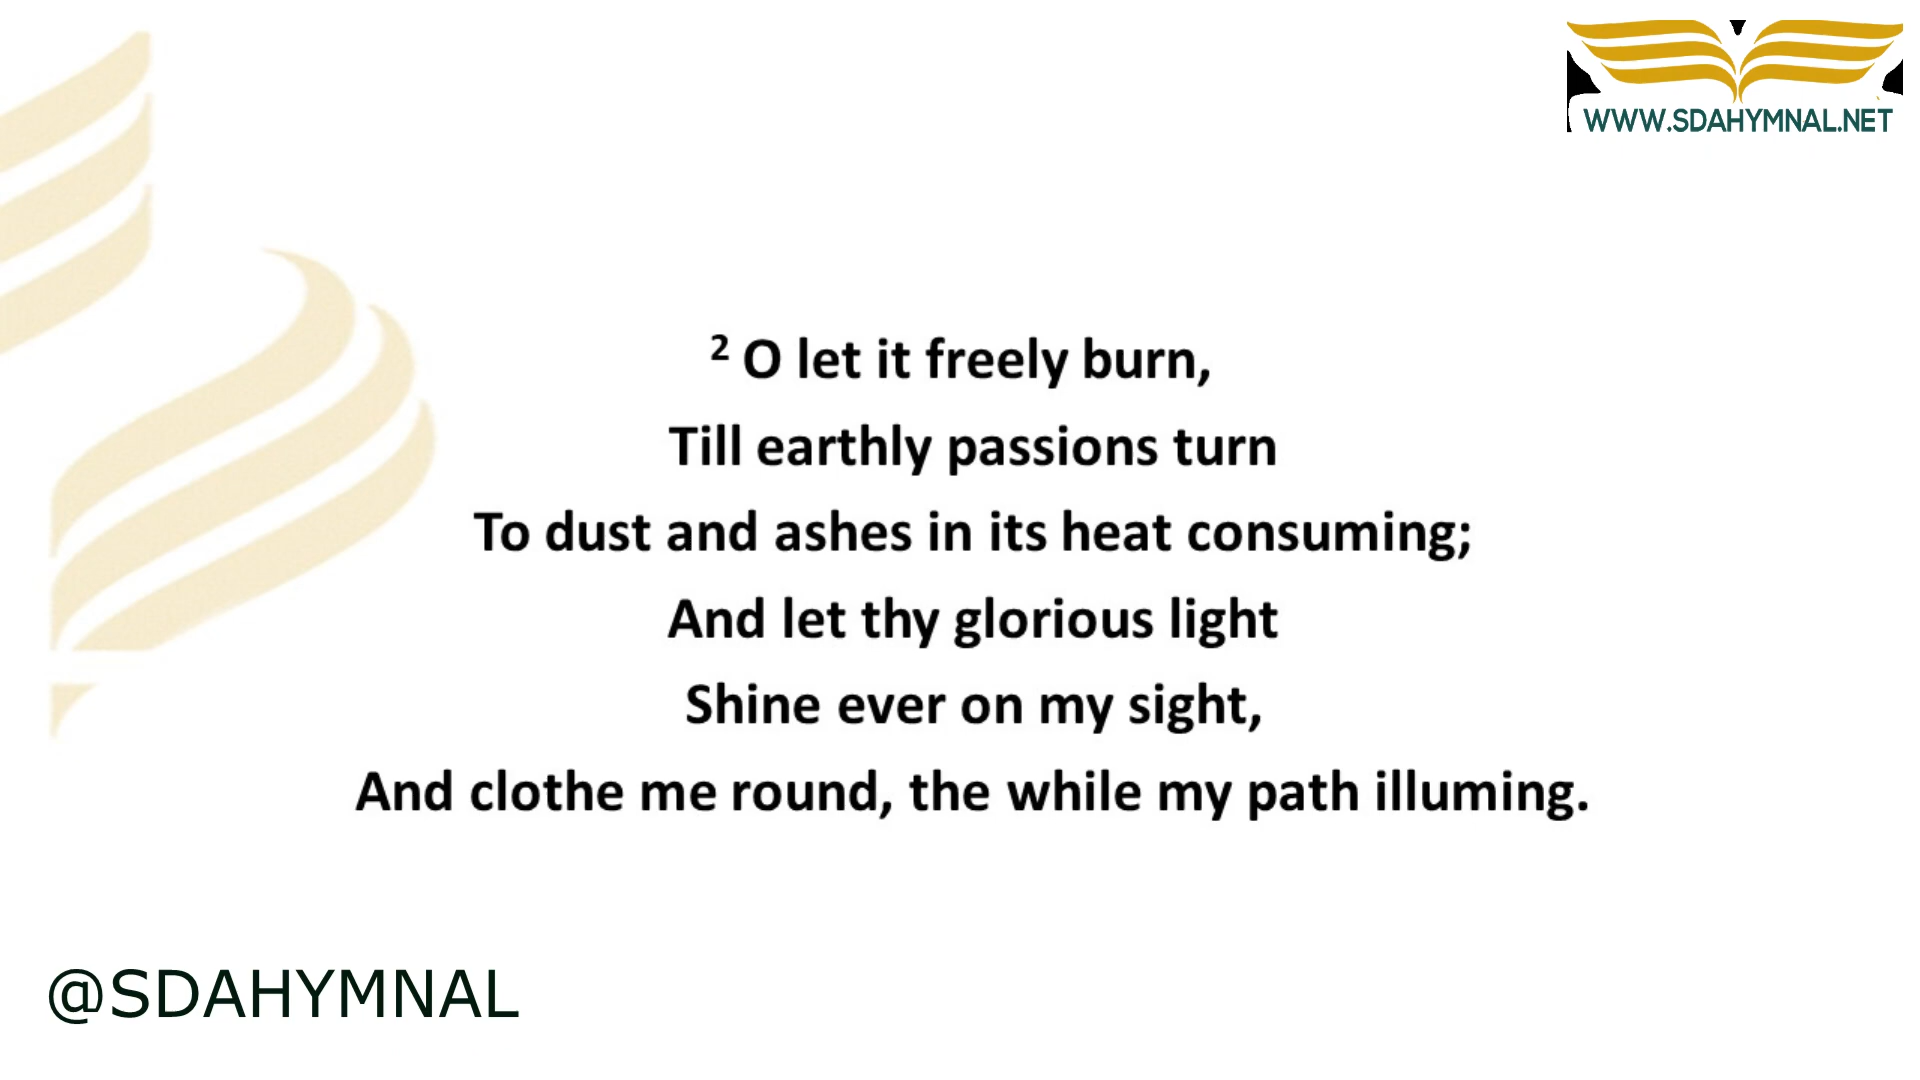 WWW.SDAHYMNAL.NET
2 O let it freely burn,
Till earthly passions turn
To dust and ashes in its heat consuming;
And let thy glorious light
Shine ever on my sight,
And clothe me round, the while my path illuming.
@SDAHYMNAL